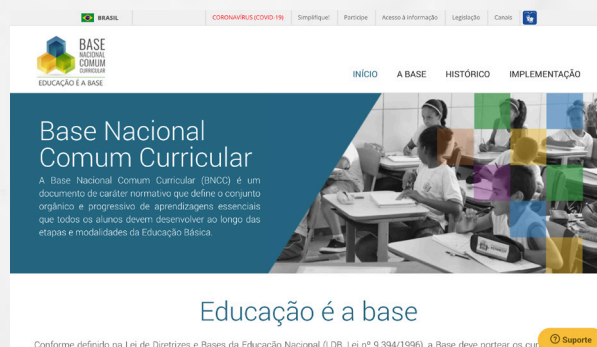 BRASIL
CORONAVÍRUS (COVID-19)
Simplifique!
Participe
Acesso à informação
Legislação
Canais
BASE
NACIONAL
COMUM
CURRICULAR
EDUCAÇÃO É A BASE
INÍCIO
A BASE
HISTÓRICO
IMPLEMENTAÇÃO
Base Nacional
Comum Curricular
A Base Nacional Comum Curricular (BNCC) é um
documento de caráter normativo que define o conjunto
orgânico e progressivo de aprendizagens essenciais
que todos os alunos devem desenvolver ao longo das
etapas e modalidades da Educação Básica.
Educação é a base
Conforme definido na Lei de Diretrizes e Bases da Educação Nacional (LDB, Lei nº 9.394/1996), a Base deve nortear os
Suporte